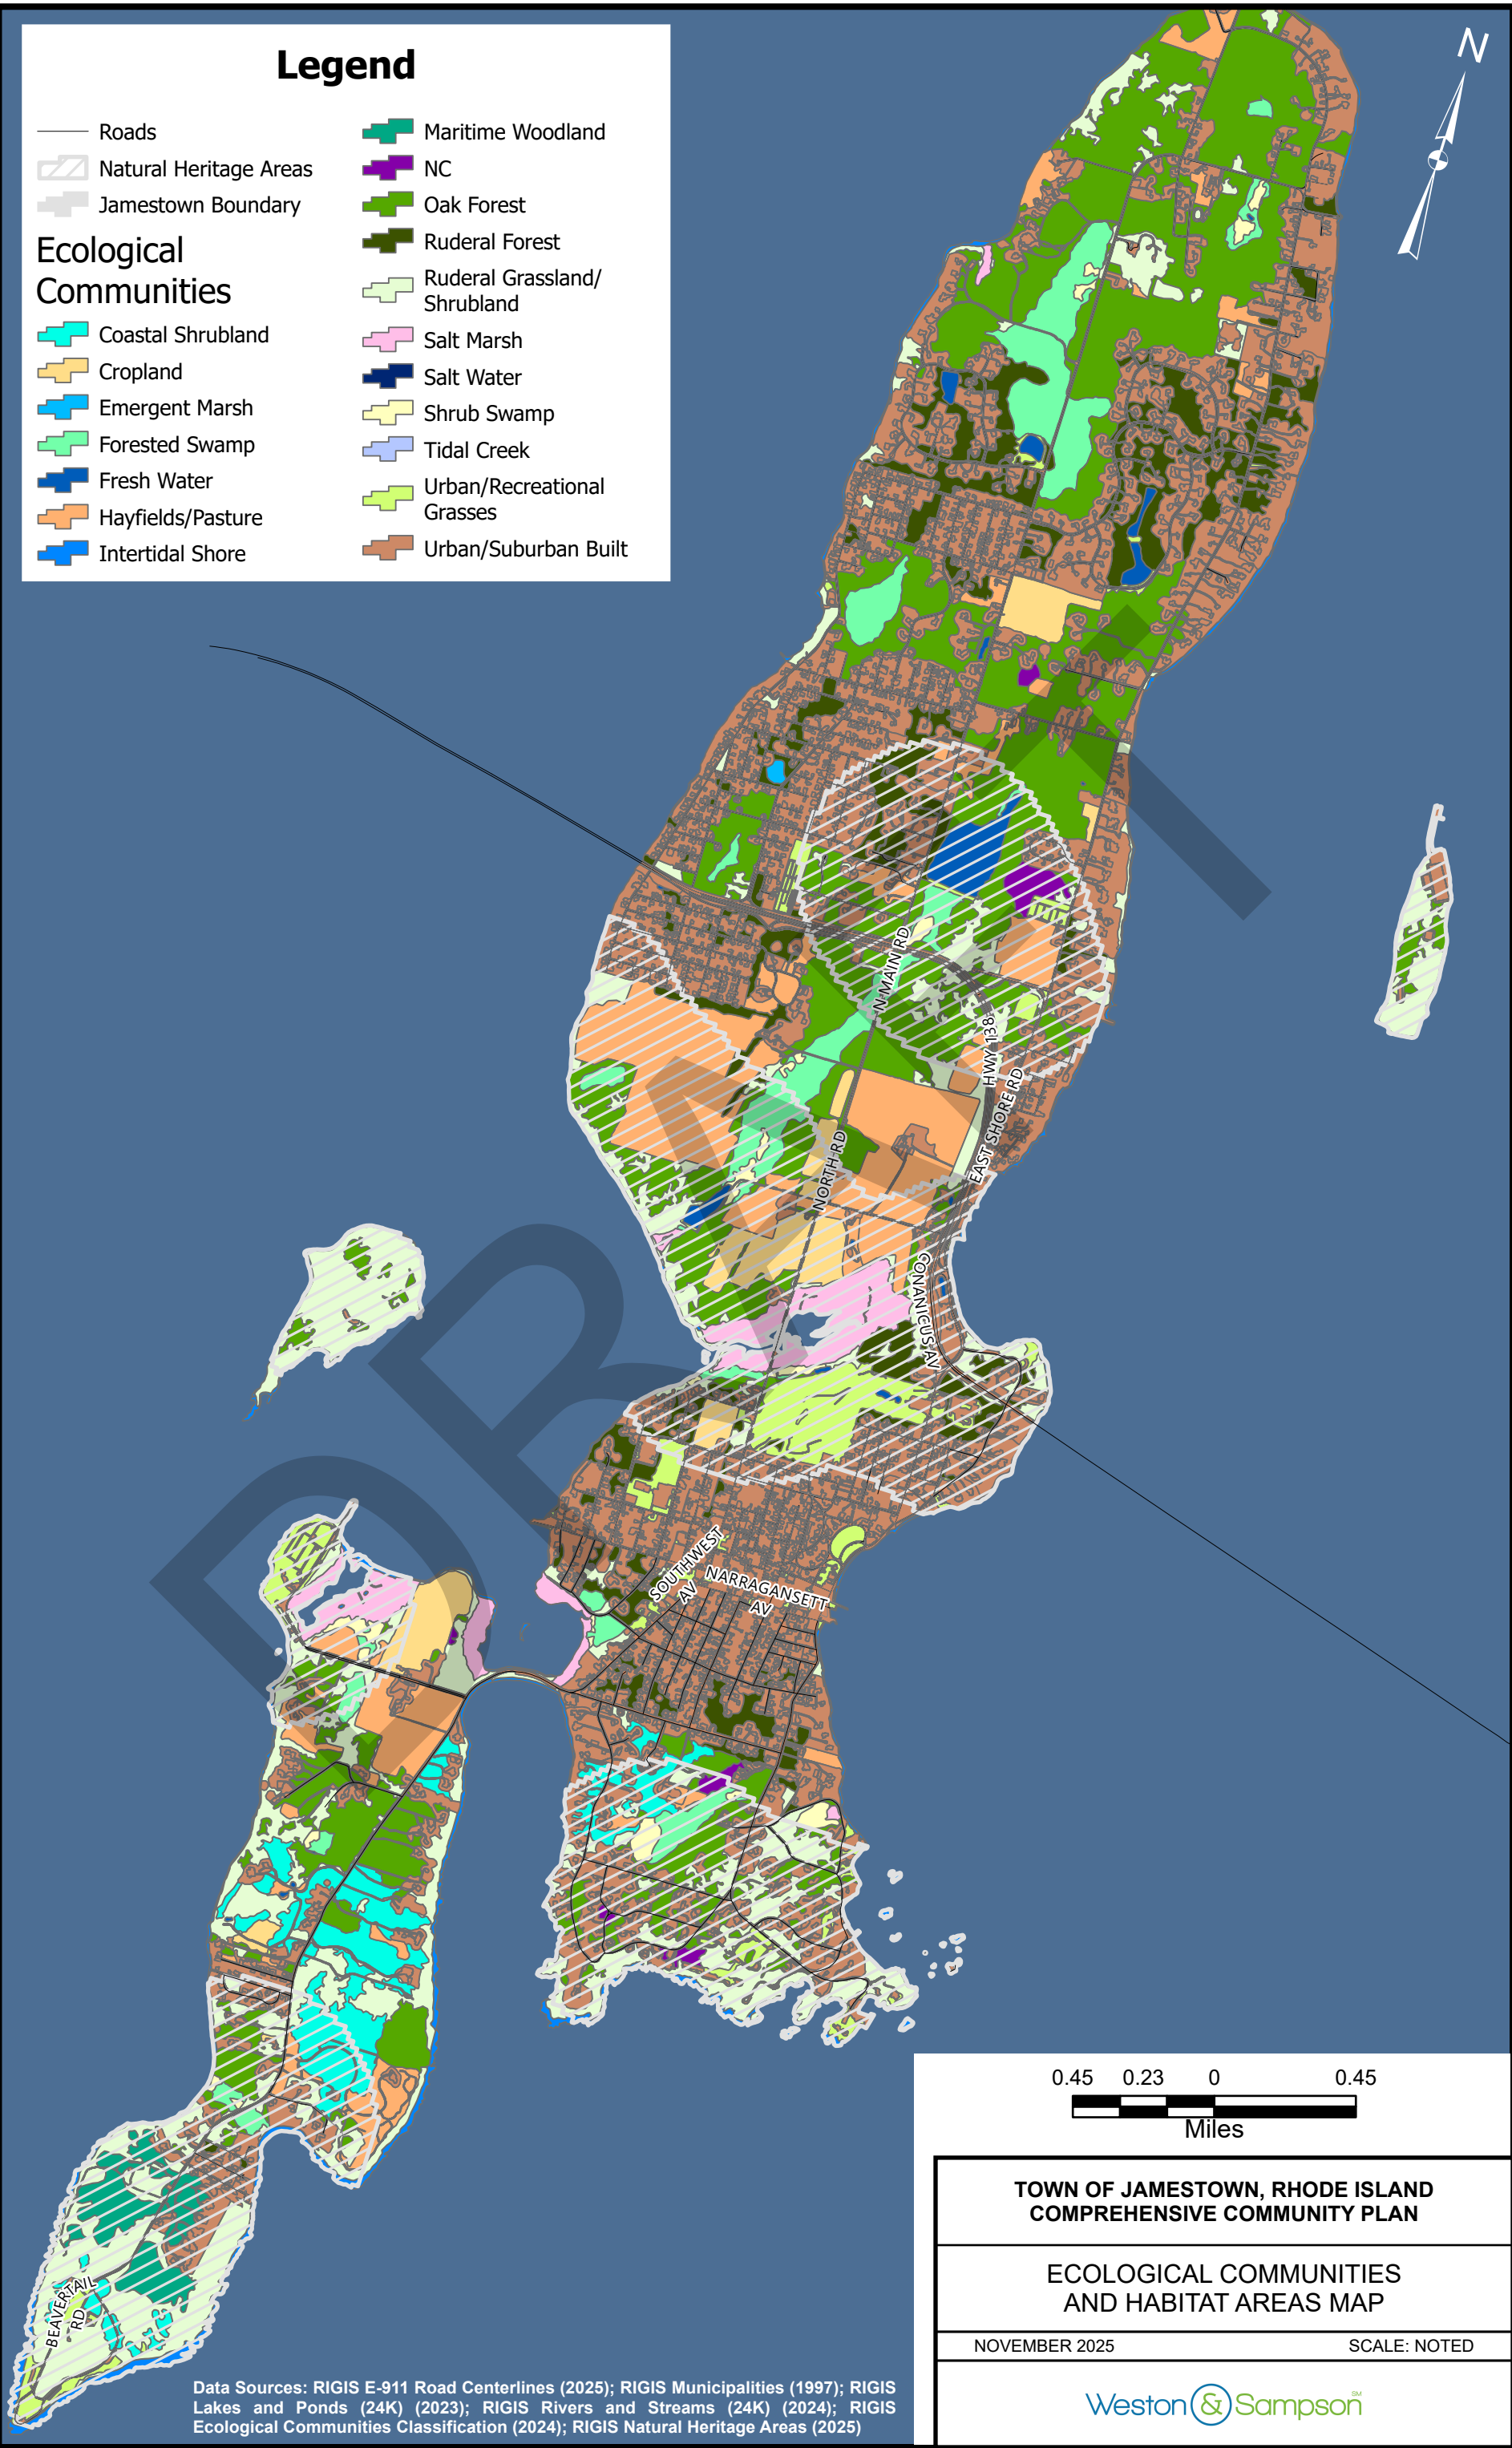 Legend
Roads
Natural Heritage Areas
Jamestown Boundary
Ecological
Communities
Coastal Shrubland
Cropland
Emergent Marsh
Forested Swamp
Fresh Water
Hayfields/Pasture
Intertidal Shore
Maritime Woodland
NC
Oak Forest
Ruderal Forest
Ruderal Grassland/
Shrubland
Salt Marsh
Salt Water
Shrub Swamp
Tidal Creek
Urban/Recreational
Grasses
Urban/Suburban Built
N
DRAFT
N MAIN RD
HWY 138
EAST SHORE RD
NORTH RD
CONANICUS AV
SOUTHWEST
AV
NARRAGANSETT
AV
BEAVERTAIL
RD
0.45 0.23 0 0.45
Miles
TOWN OF JAMESTOWN, RHODE ISLAND
COMPREHENSIVE COMMUNITY PLAN
ECOLOGICAL COMMUNITIES
AND HABITAT AREAS MAP
NOVEMBER 2025 SCALE: NOTED
Weston & Sampson℠
Data Sources: RIGIS E-911 Road Centerlines (2025); RIGIS Municipalities (1997); RIGIS
Lakes and Ponds (24K) (2023); RIGIS Rivers and Streams (24K) (2024); RIGIS
Ecological Communities Classification (2024); RIGIS Natural Heritage Areas (2025)